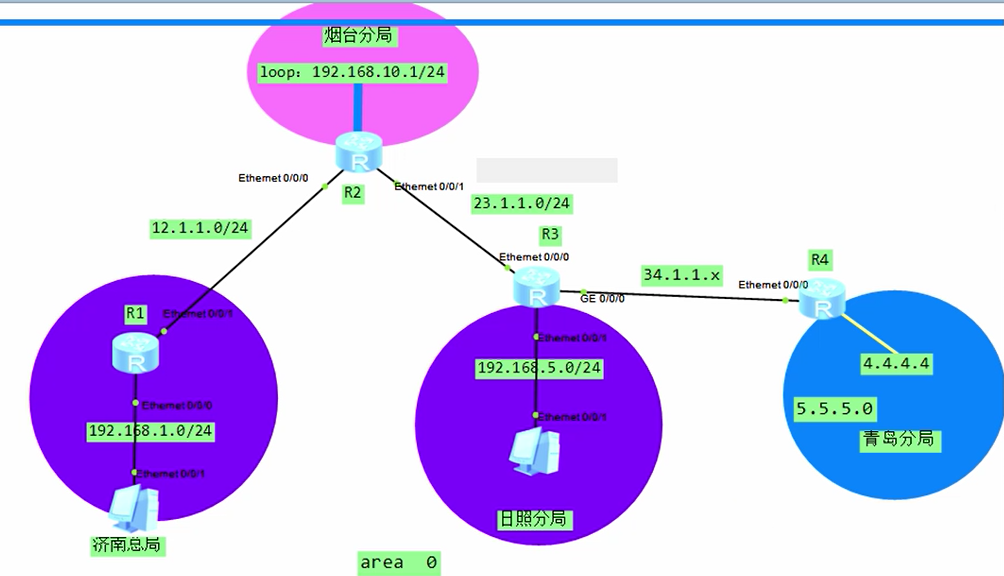 烟台分局
loop: 192.168.10.1/24
R
Ethernet 0/0/0
R2
Ethernet 0/0/1
12.1.1.0/24
23.1.1.0/24
R3
Ethernet 0/0/0
R
34.1.1.x
GE 0/0/0
R4
Ethernet 0/0/0
R
R1
Ethernet 0/0/1
R
Ethernet 0/0/0
192.168.1.0/24
Ethernet 0/0/1
济南总局
Ethernet 0/0/1
192.168.5.0/24
Ethernet 0/0/1
日照分局
4.4.4.4
5.5.5.0
青岛分局
area 0